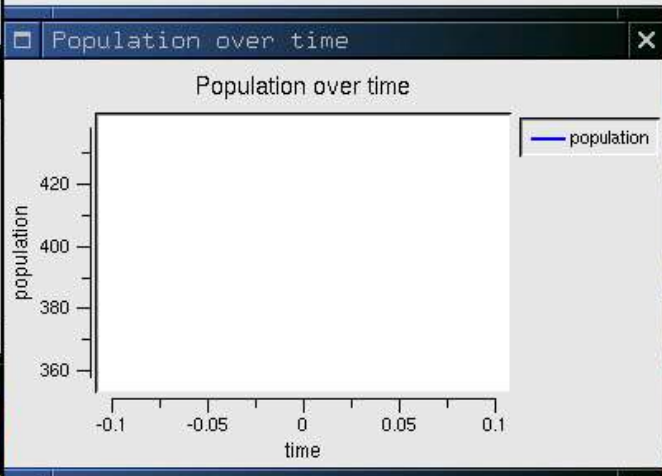 Population over time
Population over time
population
420
400
380
360
population
-0.1 -0.05 0 0.05 0.1
time